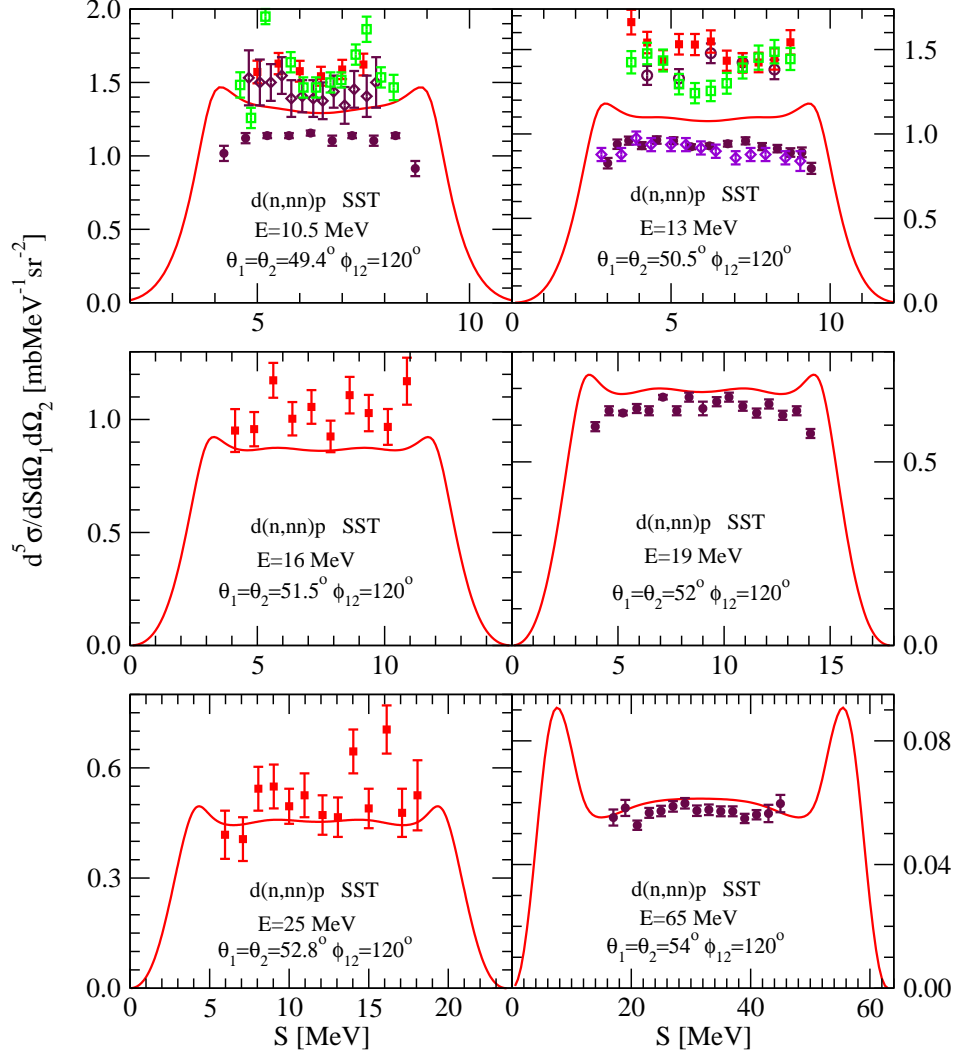 d⁵σ/dSdΩ₁dΩ₂ [mbMeV⁻¹sr⁻²]
2.0
1.5
1.0
0.5
0.0
5
10
d(n,nn)p SST
E=10.5 MeV
θ₁=θ₂=49.4° ϕ₁₂=120°
1.5
1.0
0.5
0.0
0
5
10
d(n,nn)p SST
E=13 MeV
θ₁=θ₂=50.5° ϕ₁₂=120°
1.0
0.5
0.0
0
5
10
d(n,nn)p SST
E=16 MeV
θ₁=θ₂=51.5° ϕ₁₂=120°
0.5
0.0
0
5
10
15
d(n,nn)p SST
E=19 MeV
θ₁=θ₂=52° ϕ₁₂=120°
0.6
0.3
0.0
0
5
10
15
20
d(n,nn)p SST
E=25 MeV
θ₁=θ₂=52.8° ϕ₁₂=120°
S [MeV]
0.08
0.04
0.00
0
20
40
60
d(n,nn)p SST
E=65 MeV
θ₁=θ₂=54° ϕ₁₂=120°
S [MeV]